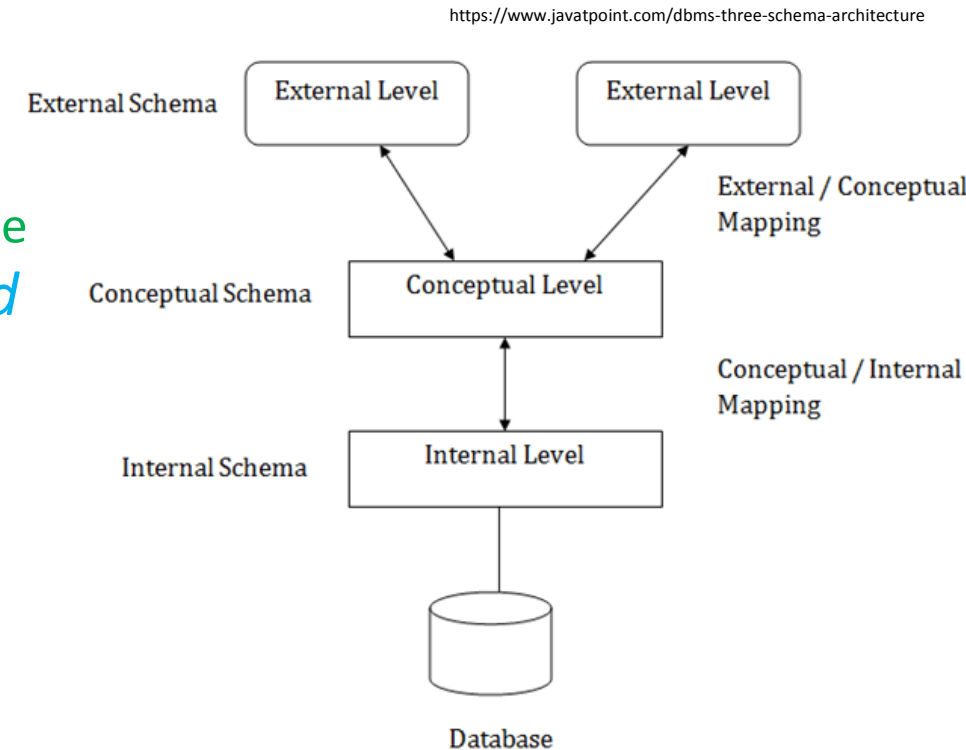 https://www.javatpoint.com/dbms-three-schema-architecture
External Schema
External Level
External Level
External / Conceptual
Mapping
e
d
Conceptual Schema
Conceptual Level
Conceptual / Internal
Mapping
Internal Schema
Internal Level
Database